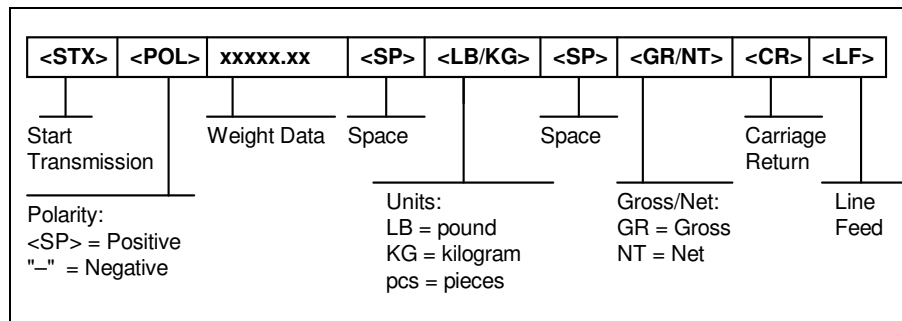 <STX> <POL> xxxxx.xx <SP> <LB/KG> <SP> <GR/NT> <CR> <LF>
Start
Transmission
Weight Data
Space
Space
Carriage
Return
Polarity:
<SP> = Positive
"–" = Negative
Units:
LB = pound
KG = kilogram
pcs = pieces
Gross/Net:
GR = Gross
NT = Net
Line
Feed